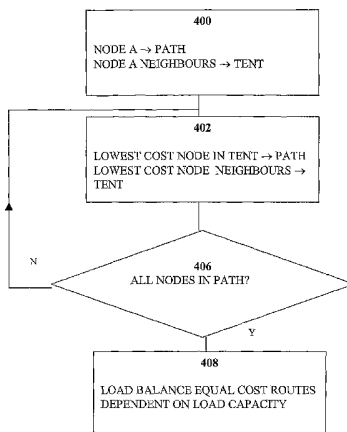 400
NODE A → PATH
NODE A NEIGHBOURS → TENT
402
LOWEST COST NODE IN TENT → PATH
LOWEST COST NODE NEIGHBOURS →
TENT
406
ALL NODES IN PATH?
N
Y
408
LOAD BALANCE EQUAL COST ROUTES
DEPENDENT ON LOAD CAPACITY